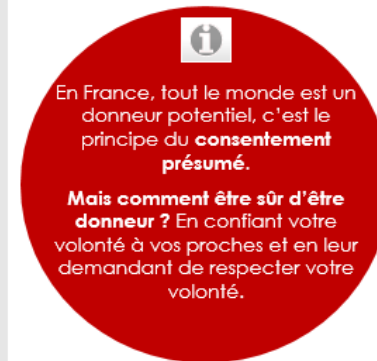 En France, tout le monde est un
donneur potentiel, c'est le
principe du consentement
présumé.
Mais comment être sûr d'être
donneur ? En confiant votre
volonté à vos proches et en leur
demandant de respecter votre
volonté.